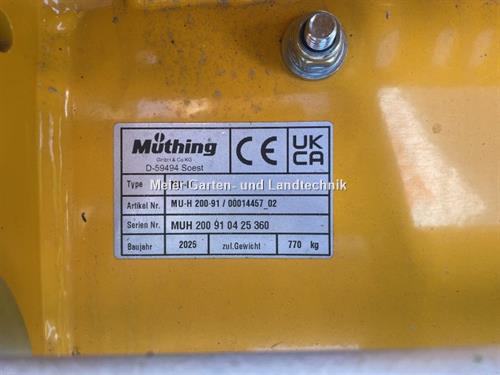 Müthing
GmbH & Co KG
D-59494 Soest
CE
UK
CA
Type MU-H
Meier Garten- und Landtechnik
Artikel Nr. MU-H 200-91 / 00014457_02
Serien Nr. MUH 200 91 04 25 360
Baujahr 2025 zul.Gewicht 770 kg